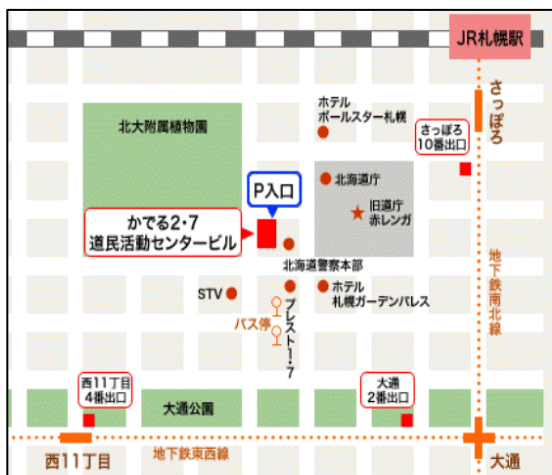 JR札幌駅
さっぽろ
ホテル
ポールスター札幌
さっぽろ
10番出口
北大附属植物園
P入口
北海道庁
旧道庁
赤レンガ
かでる2・7
道民活動センタービル
北海道警察本部
地下鉄南北線
STV
ホテル
札幌ガーデンパレス
バス停
プレスト1・7
西11丁目
4番出口
大通公園
大通
2番出口
西11丁目
地下鉄東西線
大通